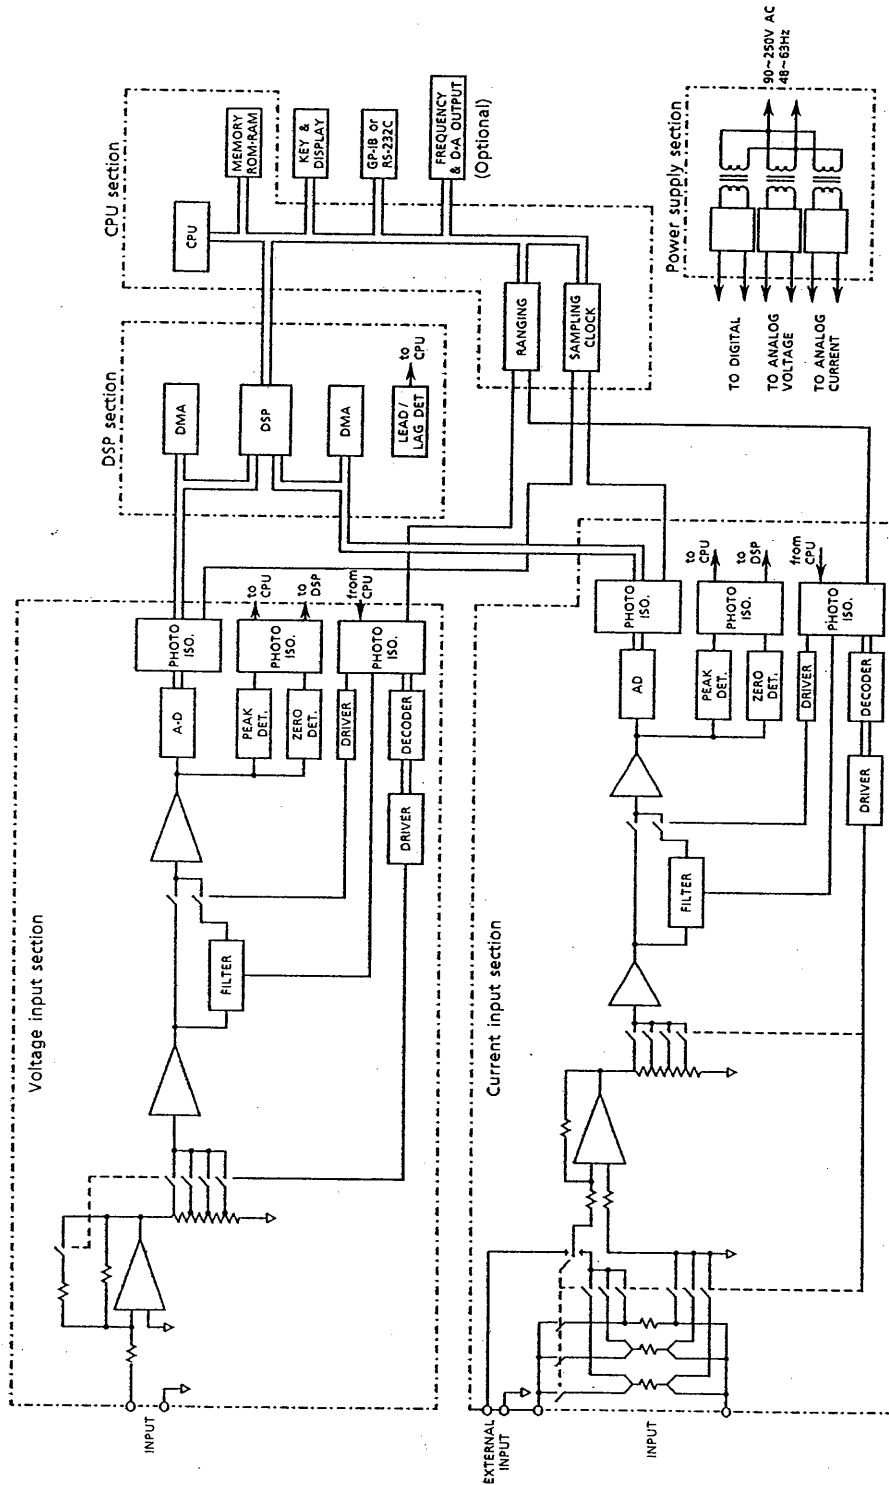 Voltage input section
INPUT
FILTER
A-D
PEAK
DET.
ZERO
DET.
DRIVER
DECODER
DRIVER
PHOTO
ISO.
PHOTO
ISO.
PHOTO
ISO.
to
CPU
to
DSP
from
CPU
DSP section
DMA
DSP
DMA
LEAD/
LAG DET
to
CPU
CPU section
CPU
MEMORY
ROM·RAM
KEY &
DISPLAY
GP-IB or
RS-232C
FREQUENCY
& D·A OUTPUT
(Optional)
RANGING
SAMPLING
CLOCK
Current input section
EXTERNAL
INPUT
INPUT
FILTER
AD
PEAK
DET.
ZERO
DET.
DRIVER
DECODER
DRIVER
PHOTO
ISO.
PHOTO
ISO.
PHOTO
ISO.
to
CPU
to
DSP
from
CPU
Power supply section
TO DIGITAL
TO ANALOG
VOLTAGE
TO ANALOG
CURRENT
90~250V AC
48~63Hz